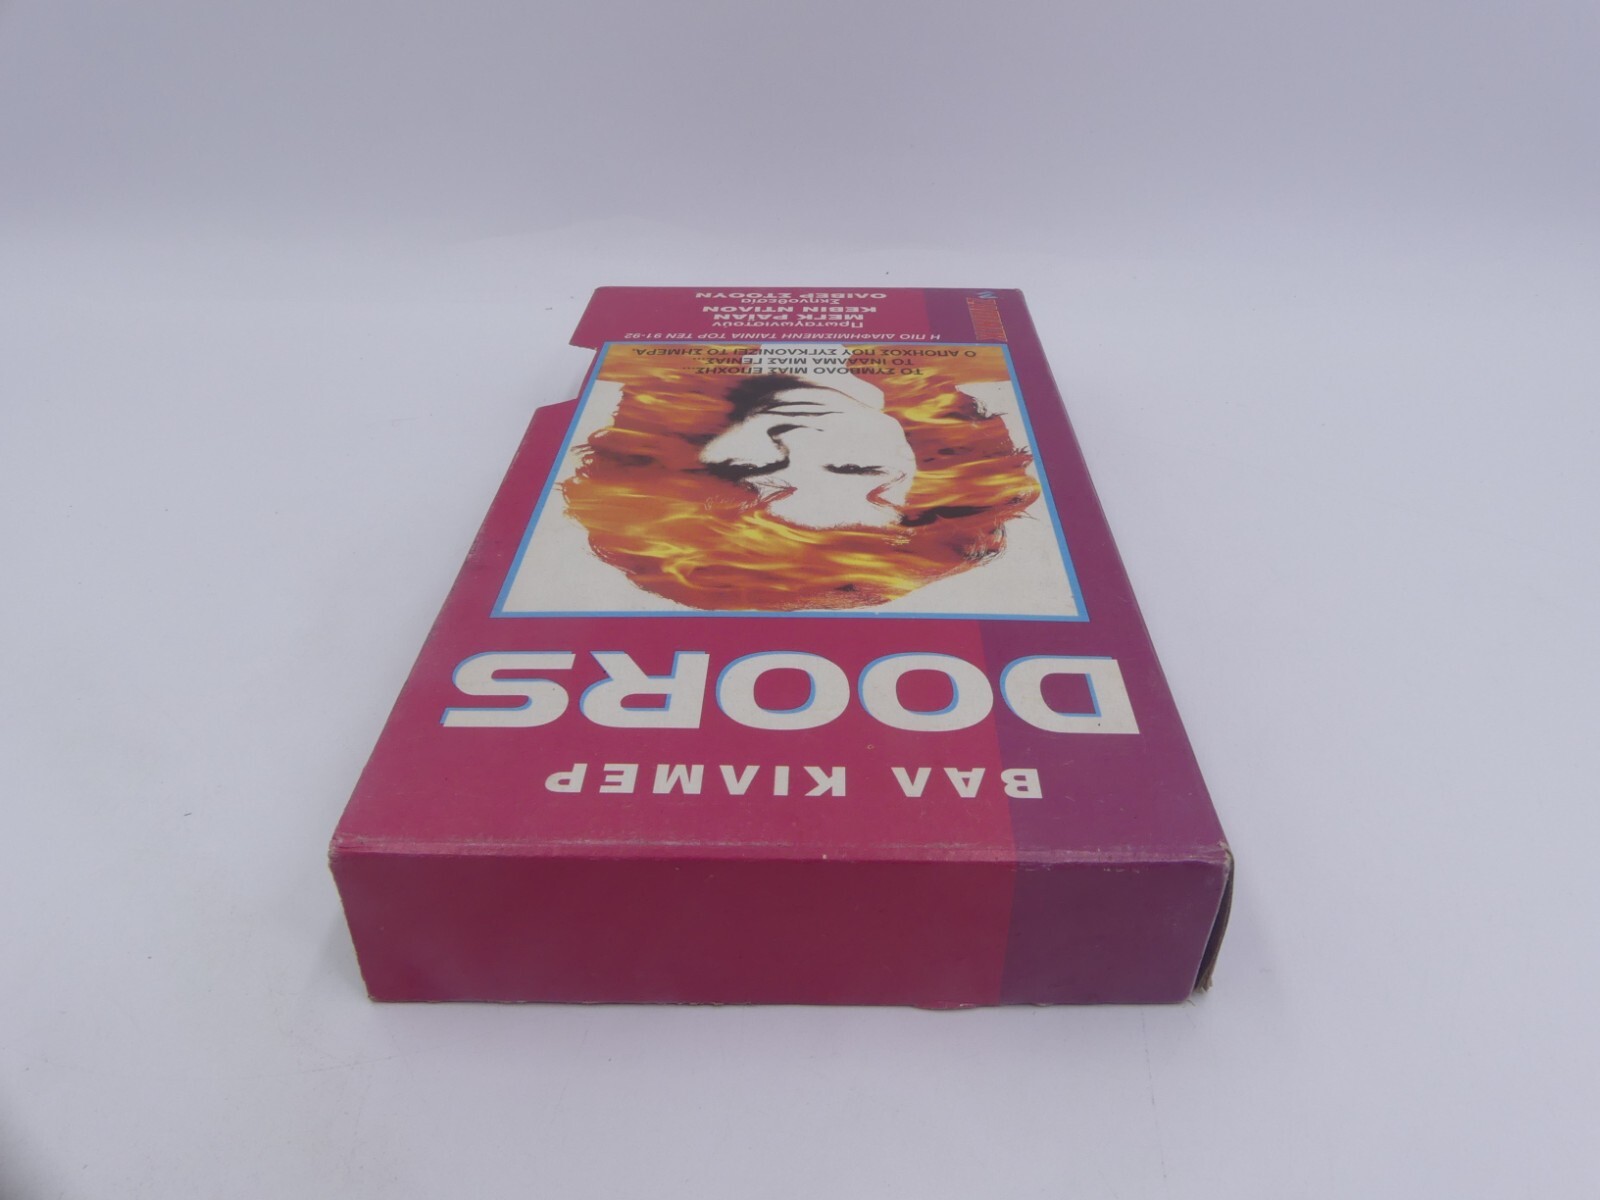 ΒΑΛ ΚΙΛΜΕΡ
DOORS
ΤΟ ΣΥΜΒΟΛΟ ΜΙΑΣ ΕΠΟΧΗΣ...
ΤΟ ΙΝΔΑΛΜΑ ΜΙΑΣ ΓΕΝΙΑΣ...
Ο ΑΠΟΗΧΟΣ ΠΟΥ ΣΥΓΚΛΟΝΙΖΕΙ ΤΟ ΣΗΜΕΡΑ.
Η ΠΙΟ ΔΙΑΦΗΜΙΣΜΕΝΗ ΤΑΙΝΙΑ TOP TEN 91-92
Πρωταγωνιστούν
ΜΕΓΚ ΡΑΪΑΝ
ΚΕΒΙΝ ΝΤΙΛΟΝ
Σκηνοθεσία
ΟΛΙΒΕΡ ΣΤΟΟΥΝ